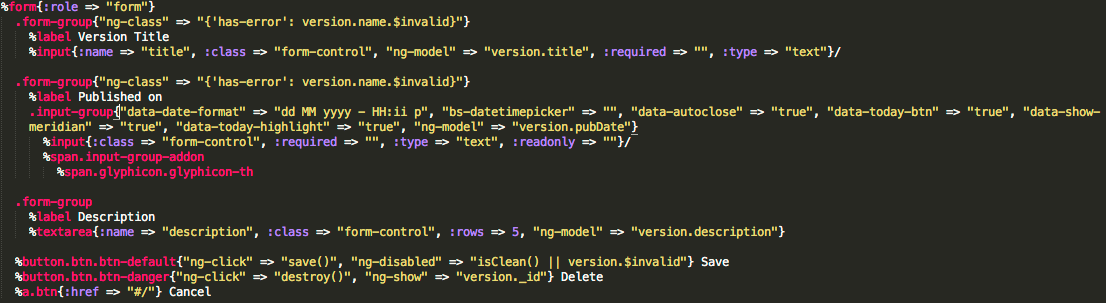 %form{:role => "form"}
  .form-group{"ng-class" => "{'has-error': version.name.$invalid}"}
    %label Version Title
    %input{:name => "title", :class => "form-control", "ng-model" => "version.title", :required => "", :type => "text"}/
  .form-group{"ng-class" => "{'has-error': version.name.$invalid}"}
    %label Published on
    .input-group{"data-date-format" => "dd MM yyyy - HH:ii p", "bs-datetimepicker" => "", "data-autoclose" => "true", "data-today-btn" => "true", "data-show-
    meridian" => "true", "data-today-highlight" => "true", "ng-model" => "version.pubDate"}
      %input{:class => "form-control", :required => "", :type => "text", :readonly => ""}/
      %span.input-group-addon
        %span.glyphicon.glyphicon-th
  .form-group
    %label Description
    %textarea{:name => "description", :class => "form-control", :rows => 5, "ng-model" => "version.description"}
  %button.btn.btn-default{"ng-click" => "save()", "ng-disabled" => "isClean() || version.$invalid"} Save
  %button.btn.btn-danger{"ng-click" => "destroy()", "ng-show" => "version._id"} Delete
  %a.btn{:href => "#/"} Cancel